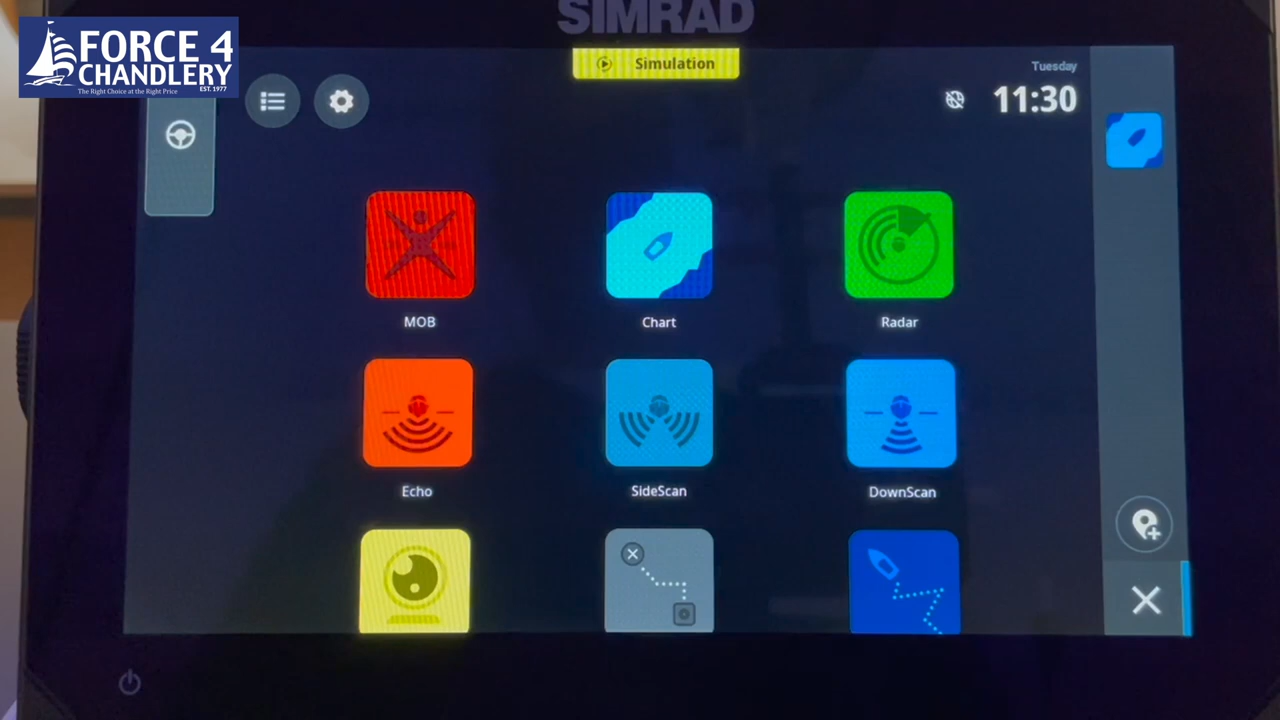 SIMRAD
FORCE 4
CHANDLERY
The Right Choice at the Right Price
EST. 1977
Simulation
Tuesday
11:30
MOB
Chart
Radar
Echo
SideScan
DownScan